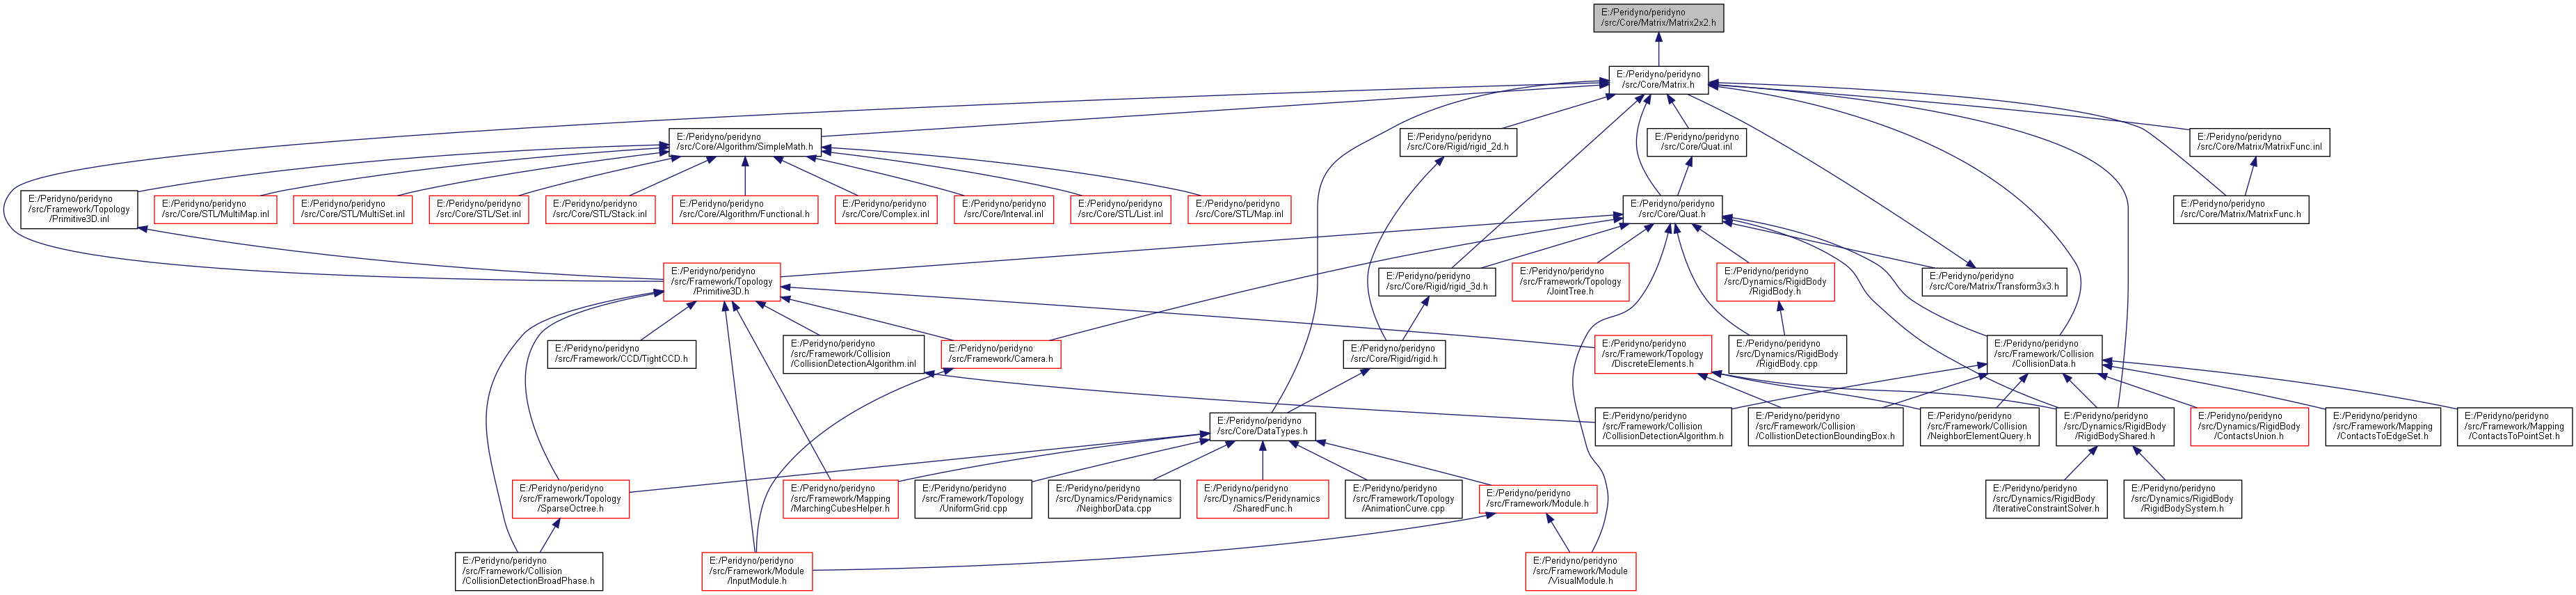 E:/Peridyno/peridyno
/src/Core/Matrix/Matrix2x2.h
E:/Peridyno/peridyno
/src/Core/Matrix.h
E:/Peridyno/peridyno
/src/Core/Algorithm/SimpleMath.h
E:/Peridyno/peridyno
/src/Core/Rigid/rigid_2d.h
E:/Peridyno/peridyno
/src/Core/Quat.inl
E:/Peridyno/peridyno
/src/Core/Matrix/MatrixFunc.inl
E:/Peridyno/peridyno
/src/Framework/Topology
/Primitive3D.inl
E:/Peridyno/peridyno
/src/Core/STL/MultiMap.inl
E:/Peridyno/peridyno
/src/Core/STL/MultiSet.inl
E:/Peridyno/peridyno
/src/Core/STL/Set.inl
E:/Peridyno/peridyno
/src/Core/STL/Stack.inl
E:/Peridyno/peridyno
/src/Core/Algorithm/Functional.h
E:/Peridyno/peridyno
/src/Core/Complex.inl
E:/Peridyno/peridyno
/src/Core/Interval.inl
E:/Peridyno/peridyno
/src/Core/STL/List.inl
E:/Peridyno/peridyno
/src/Core/STL/Map.inl
E:/Peridyno/peridyno
/src/Core/Quat.h
E:/Peridyno/peridyno
/src/Core/Matrix/MatrixFunc.h
E:/Peridyno/peridyno
/src/Framework/Topology
/Primitive3D.h
E:/Peridyno/peridyno
/src/Core/Rigid/rigid_3d.h
E:/Peridyno/peridyno
/src/Framework/Topology
/JointTree.h
E:/Peridyno/peridyno
/src/Dynamics/RigidBody
/RigidBody.h
E:/Peridyno/peridyno
/src/Core/Matrix/Transform3x3.h
E:/Peridyno/peridyno
/src/Framework/CCD/TightCCD.h
E:/Peridyno/peridyno
/src/Framework/Collision
/CollisionDetectionAlgorithm.inl
E:/Peridyno/peridyno
/src/Framework/Camera.h
E:/Peridyno/peridyno
/src/Core/Rigid/rigid.h
E:/Peridyno/peridyno
/src/Framework/Topology
/DiscreteElements.h
E:/Peridyno/peridyno
/src/Dynamics/RigidBody
/RigidBody.cpp
E:/Peridyno/peridyno
/src/Framework/Collision
/CollisionData.h
E:/Peridyno/peridyno
/src/Core/DataTypes.h
E:/Peridyno/peridyno
/src/Framework/Collision
/CollisionDetectionAlgorithm.h
E:/Peridyno/peridyno
/src/Framework/Collision
/CollistionDetectionBoundingBox.h
E:/Peridyno/peridyno
/src/Framework/Collision
/NeighborElementQuery.h
E:/Peridyno/peridyno
/src/Dynamics/RigidBody
/RigidBodyShared.h
E:/Peridyno/peridyno
/src/Dynamics/RigidBody
/ContactsUnion.h
E:/Peridyno/peridyno
/src/Framework/Mapping
/ContactsToEdgeSet.h
E:/Peridyno/peridyno
/src/Framework/Mapping
/ContactsToPointSet.h
E:/Peridyno/peridyno
/src/Framework/Topology
/SparseOctree.h
E:/Peridyno/peridyno
/src/Framework/Mapping
/MarchingCubesHelper.h
E:/Peridyno/peridyno
/src/Framework/Topology
/UniformGrid.cpp
E:/Peridyno/peridyno
/src/Dynamics/Peridynamics
/NeighborData.cpp
E:/Peridyno/peridyno
/src/Dynamics/Peridynamics
/SharedFunc.h
E:/Peridyno/peridyno
/src/Framework/Topology
/AnimationCurve.cpp
E:/Peridyno/peridyno
/src/Framework/Module.h
E:/Peridyno/peridyno
/src/Dynamics/RigidBody
/IterativeConstraintSolver.h
E:/Peridyno/peridyno
/src/Dynamics/RigidBody
/RigidBodySystem.h
E:/Peridyno/peridyno
/src/Framework/Collision
/CollisionDetectionBroadPhase.h
E:/Peridyno/peridyno
/src/Framework/Module
/InputModule.h
E:/Peridyno/peridyno
/src/Framework/Module
/VisualModule.h